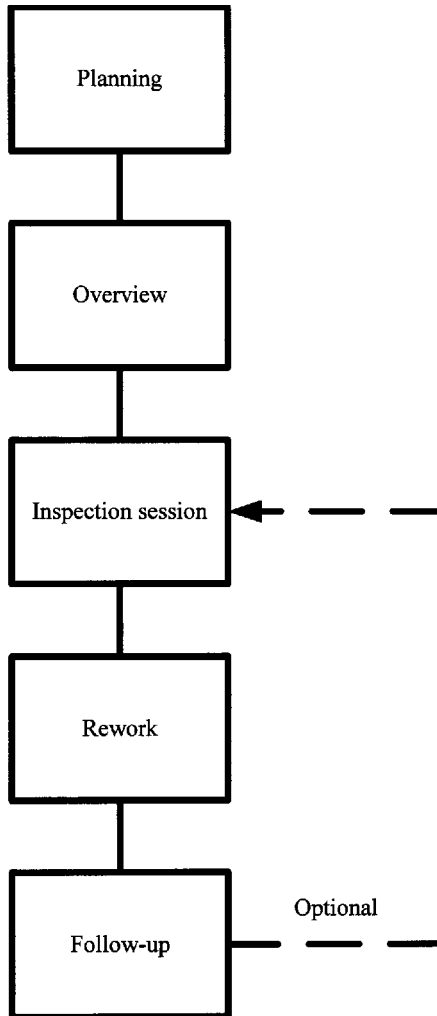 Planning
Overview
Inspection session
Rework
Optional
Follow-up